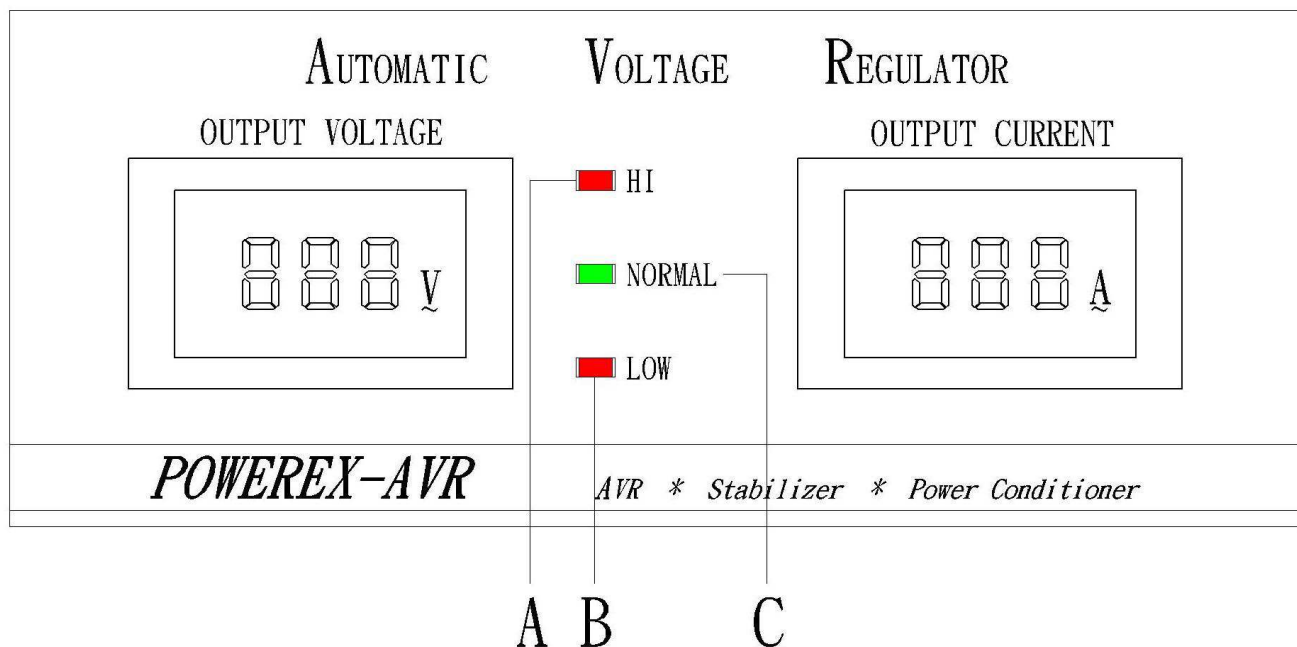 AUTOMATIC VOLTAGE REGULATOR
OUTPUT VOLTAGE
OUTPUT CURRENT
HI
888 V
NORMAL
888 A
LOW
POWEREX-AVR
AVR * Stabilizer * Power Conditioner
A B C